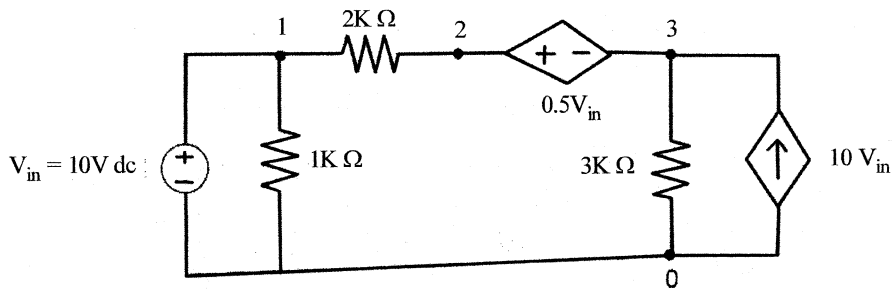 1
2K Ω
2
+ −
3
0.5V_in
V_in = 10V dc
+
−
1K Ω
3K Ω
10 V_in
0